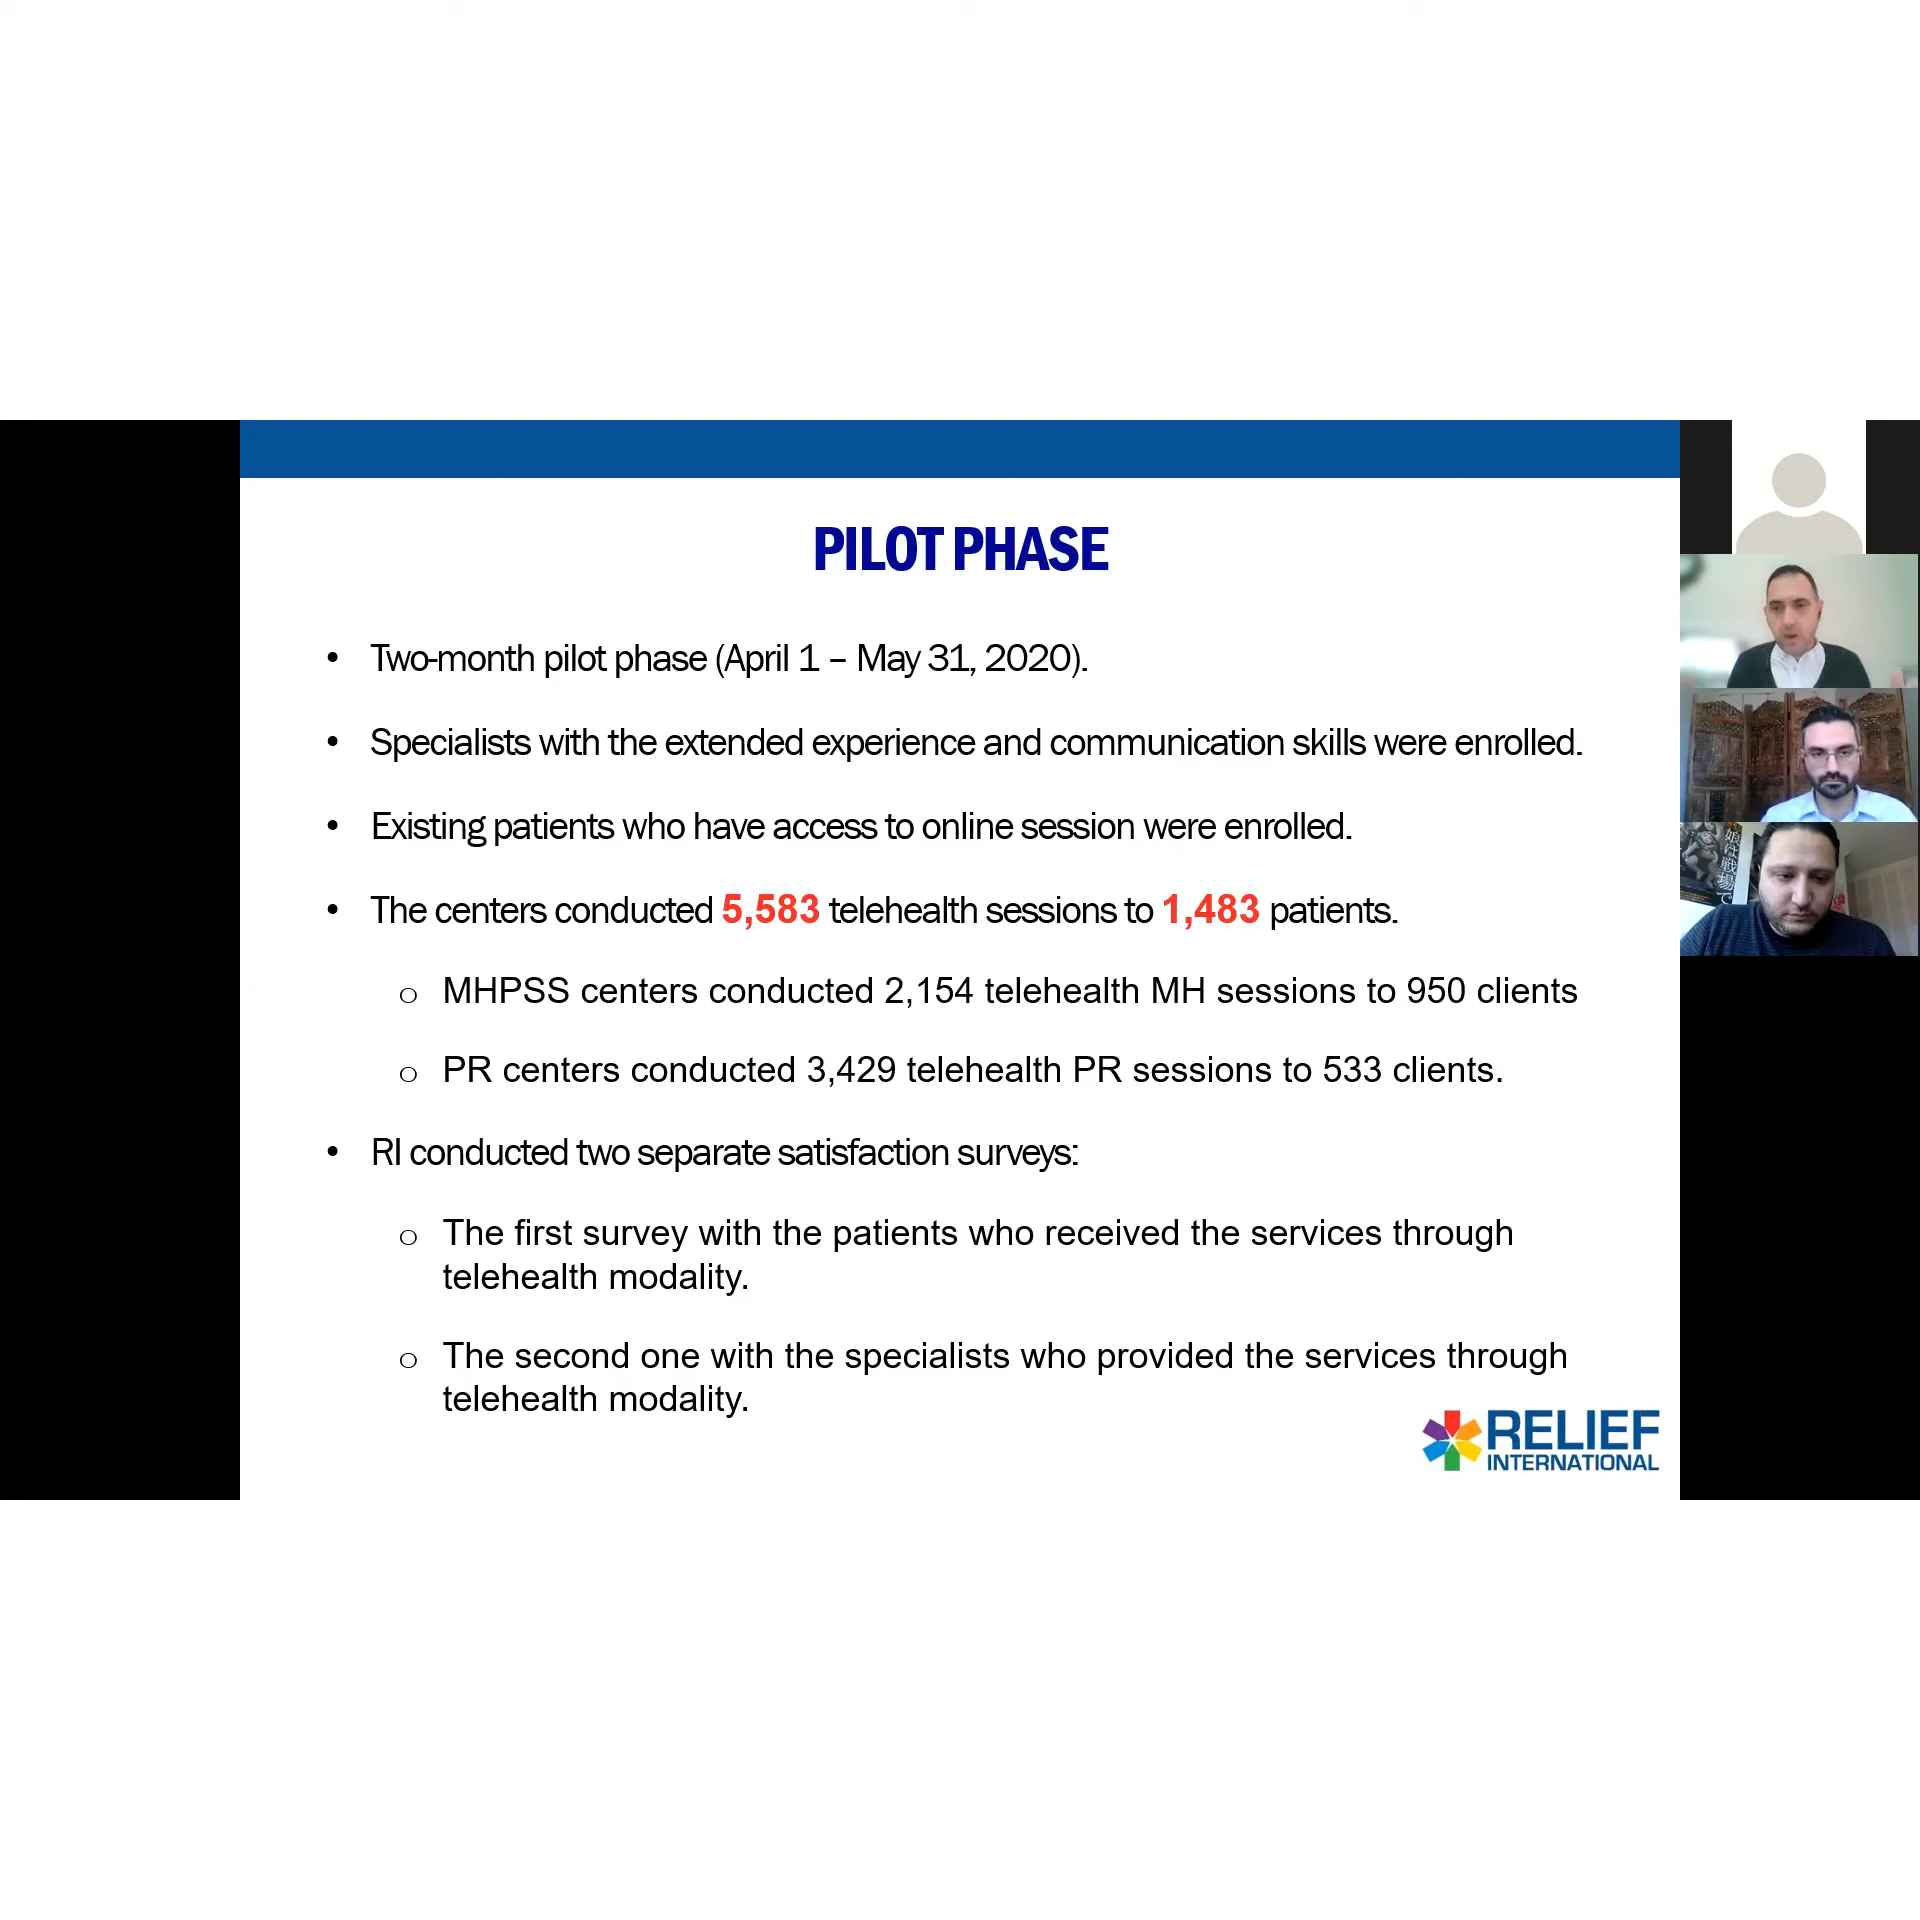 PILOT PHASE
• Two-month pilot phase (April 1 – May 31, 2020).
• Specialists with the extended experience and communication skills were enrolled.
• Existing patients who have access to online session were enrolled.
• The centers conducted 5,583 telehealth sessions to 1,483 patients.
o MHPSS centers conducted 2,154 telehealth MH sessions to 950 clients
o PR centers conducted 3,429 telehealth PR sessions to 533 clients.
• RI conducted two separate satisfaction surveys:
o The first survey with the patients who received the services through
telehealth modality.
o The second one with the specialists who provided the services through
telehealth modality.
RELIEF
INTERNATIONAL
娘は戦場で